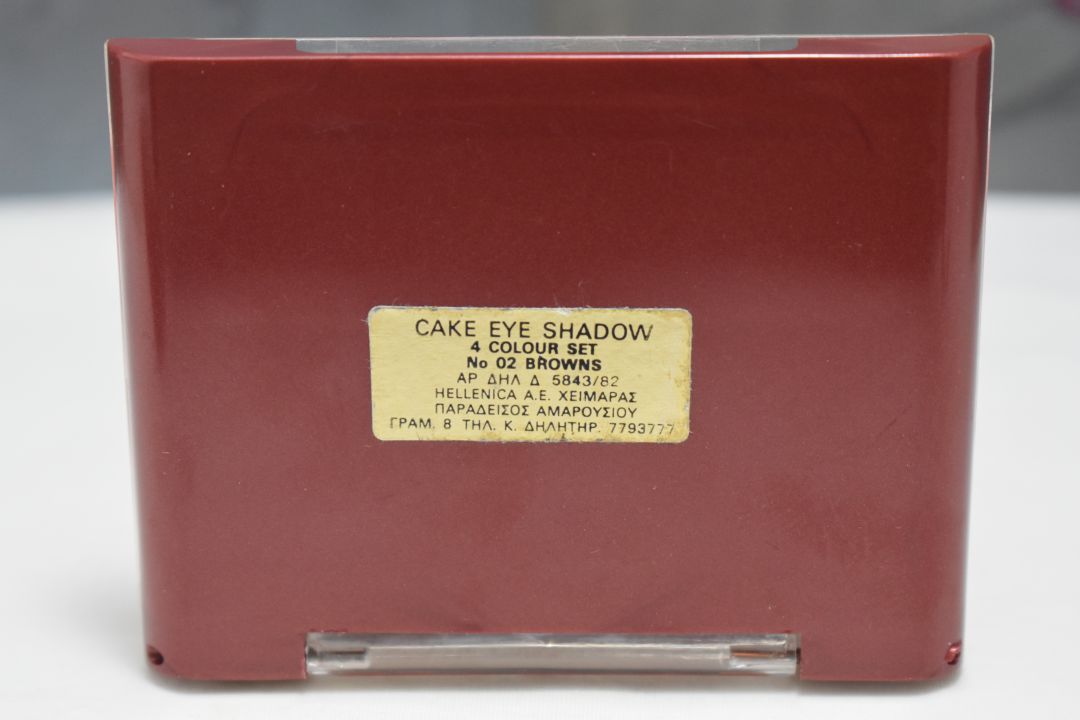 CAKE EYE SHADOW
4 COLOUR SET
No 02 BROWNS
ΑΡ ΔΗΛ Δ 5843/82
HELLENICA A.E. ΧΕΙΜΑΡΑΣ
ΠΑΡΑΔΕΙΣΟΣ ΑΜΑΡΟΥΣΙΟΥ
ΓΡΑΜ. 8 ΤΗΛ. Κ. ΔΗΛΗΤΗΡ. 7793777